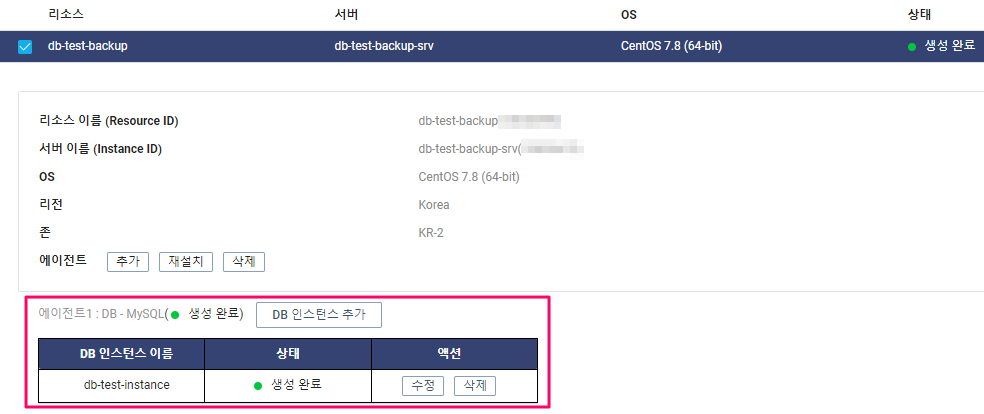 리소스 서버 OS 상태
db-test-backup db-test-backup-srv CentOS 7.8 (64-bit) 생성 완료
리소스 이름 (Resource ID) db-test-backup
서버 이름 (Instance ID) db-test-backup-srv(
OS CentOS 7.8 (64-bit)
리전 Korea
존 KR-2
에이전트 추가 재설치 삭제
에이전트1 : DB - MySQL( 생성 완료) DB 인스턴스 추가
DB 인스턴스 이름 상태 액션
db-test-instance 생성 완료 수정 삭제